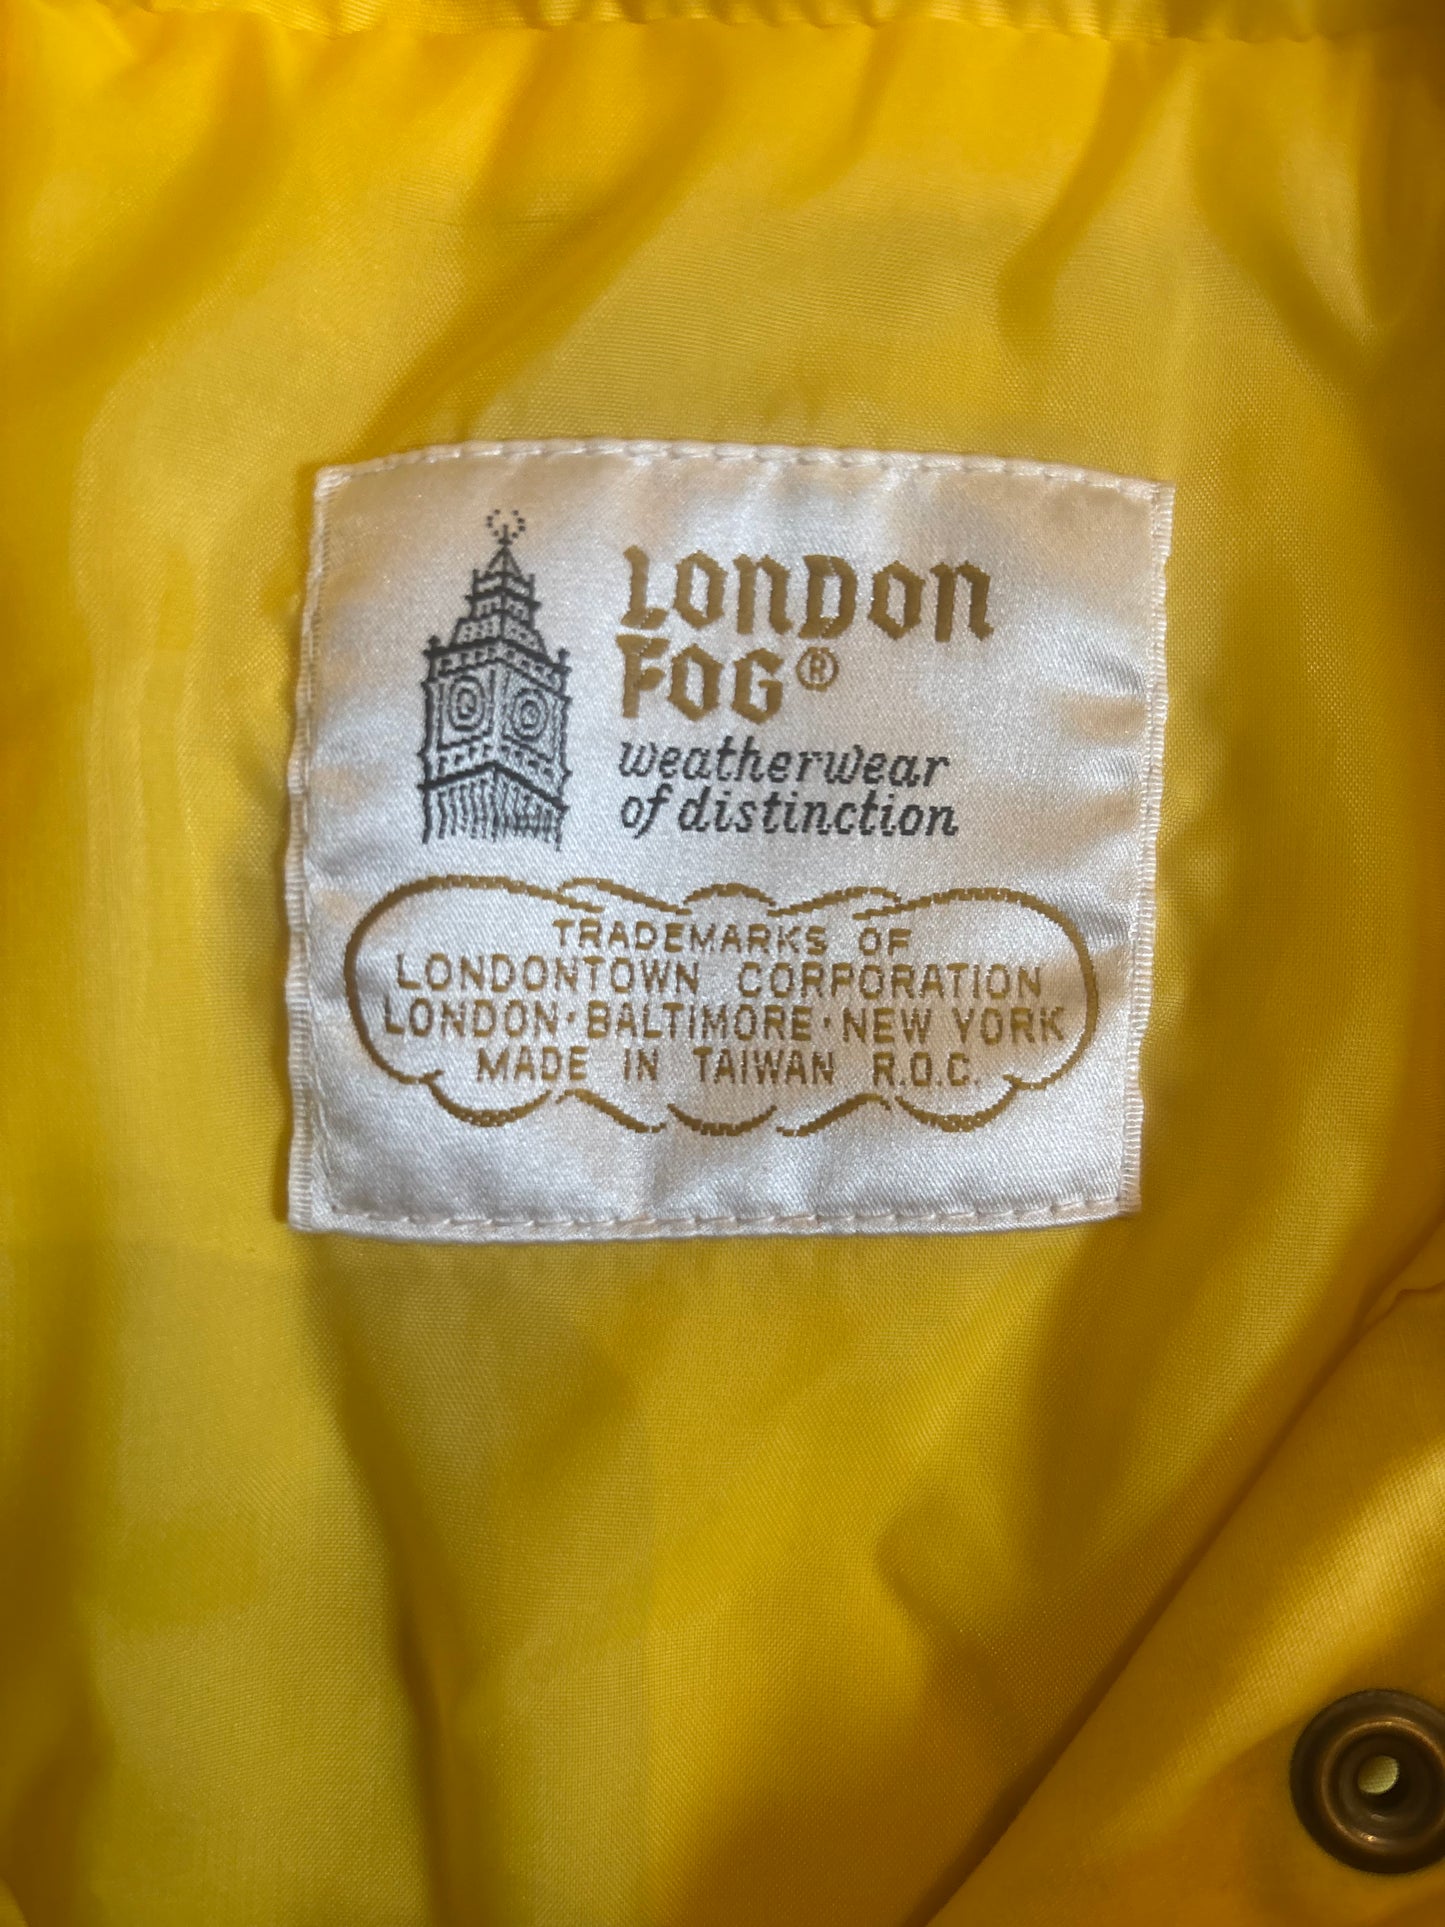 LONDON
FOG®
weatherwear
of distinction
TRADEMARKS OF
LONDONTOWN CORPORATION
LONDON·BALTIMORE·NEW YORK
MADE IN TAIWAN R.O.C.